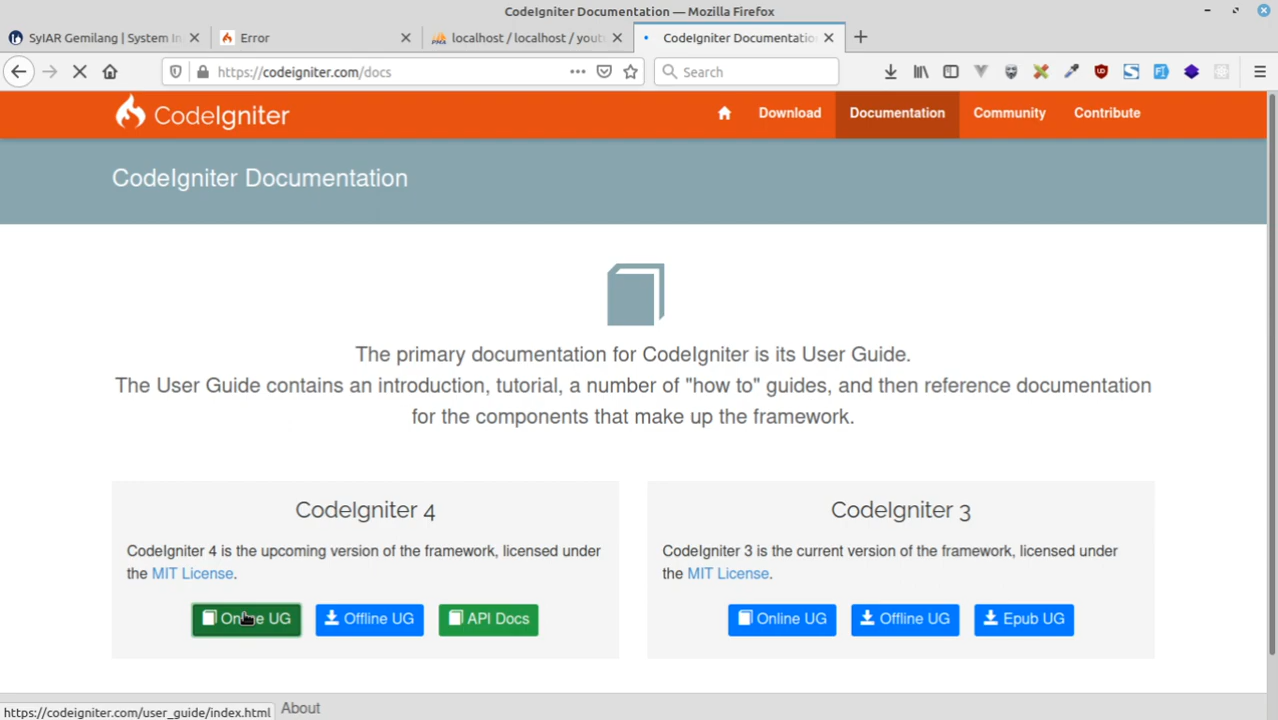 CodeIgniter Documentation — Mozilla Firefox
SyIAR Gemilang | System In
Error
localhost / localhost / yout
CodeIgniter Documentatio
https://codeigniter.com/docs
Search
CodeIgniter
Download
Documentation
Community
Contribute
CodeIgniter Documentation
The primary documentation for CodeIgniter is its User Guide.
The User Guide contains an introduction, tutorial, a number of "how to" guides, and then reference documentation
for the components that make up the framework.
CodeIgniter 4
CodeIgniter 4 is the upcoming version of the framework, licensed under
the MIT License.
Online UG
Offline UG
API Docs
CodeIgniter 3
CodeIgniter 3 is the current version of the framework, licensed under
the MIT License.
Online UG
Offline UG
Epub UG
https://codeigniter.com/user_guide/index.html
About